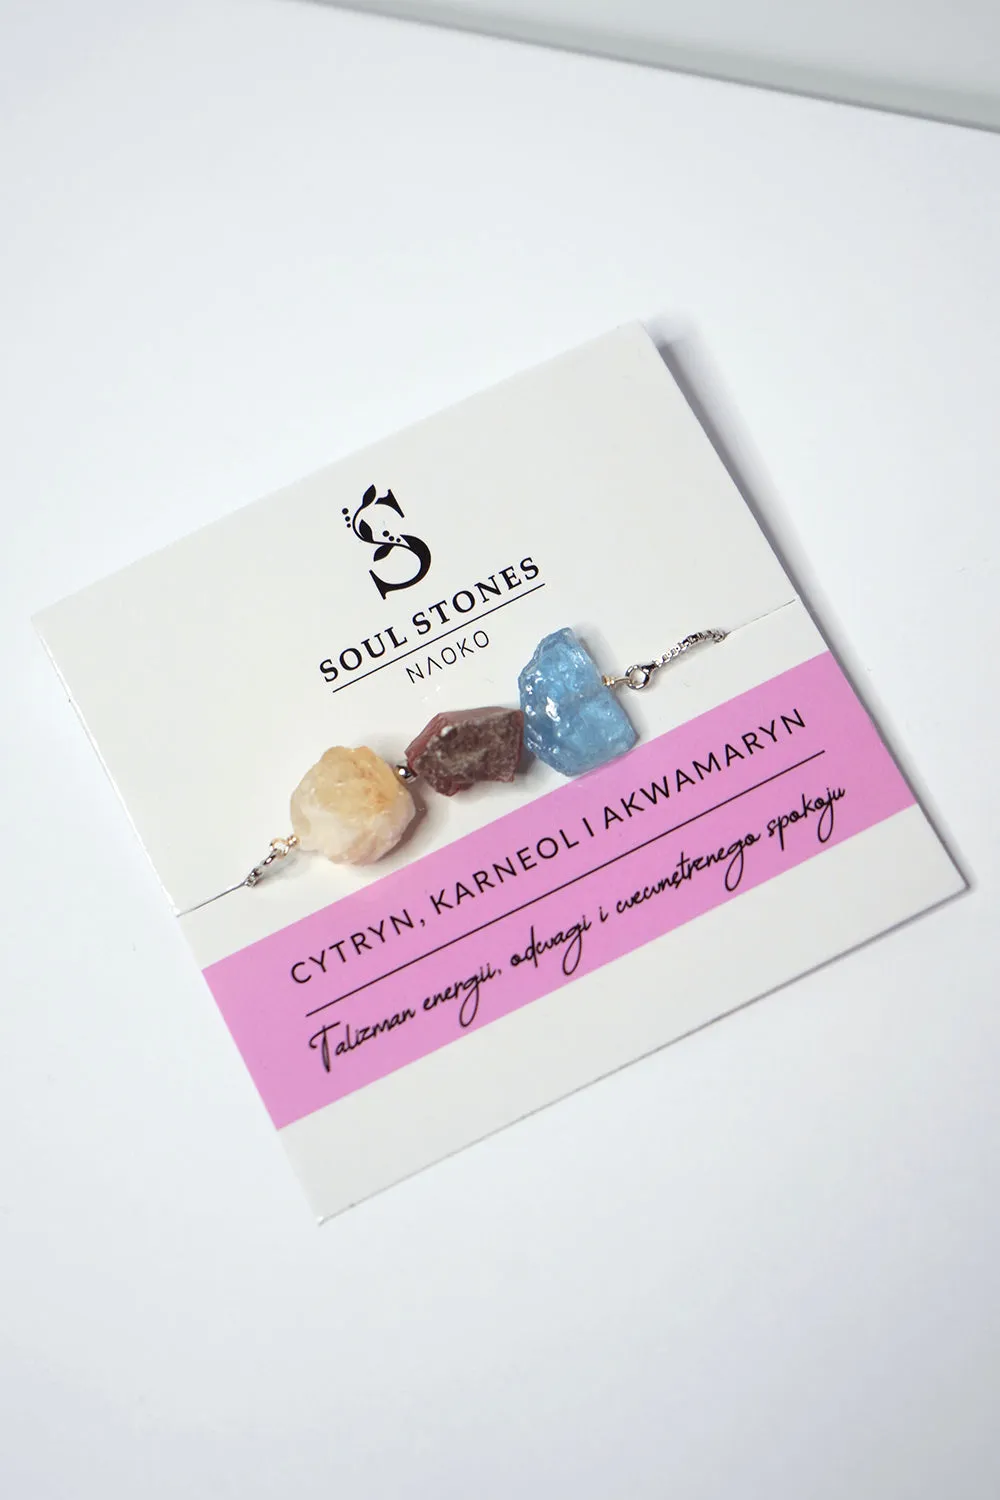 S
SOUL STONES
NAOKO
CYTRYN, KARNEOL I AKWAMARYN
Talizman energii, odwagi i wewnętrznego spokoju